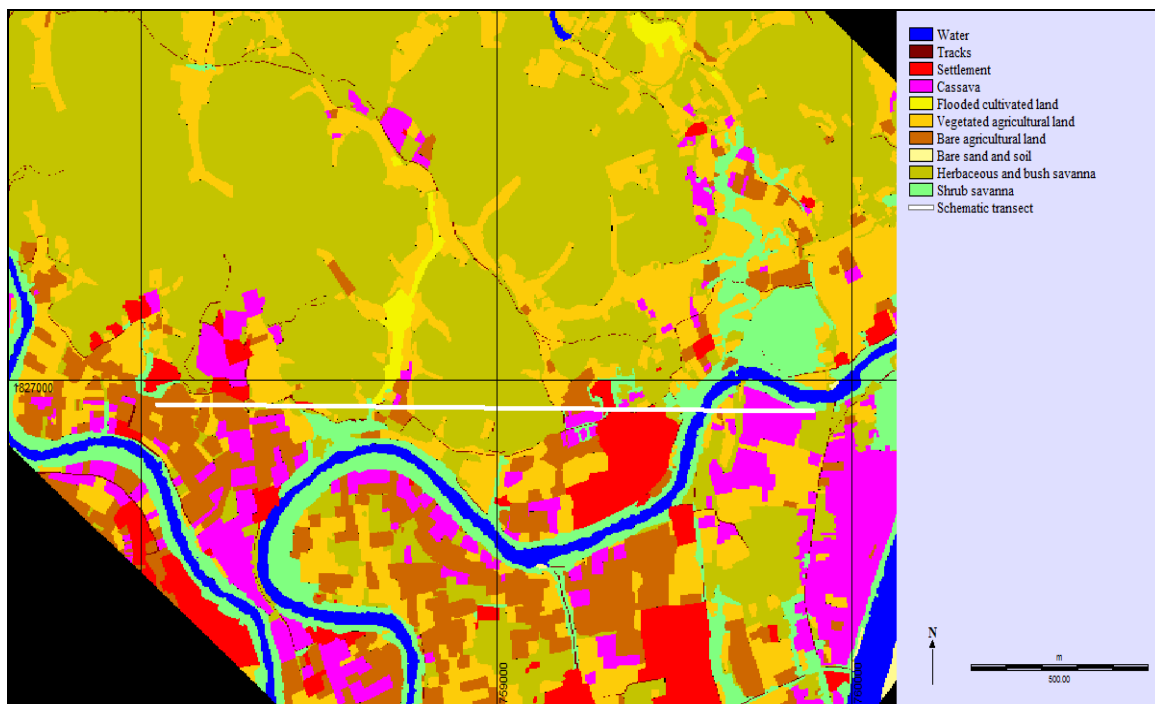 Water
Tracks
Settlement
Cassava
Flooded cultivated land
Vegetated agricultural land
Bare agricultural land
Bare sand and soil
Herbaceous and bush savanna
Shrub savanna
Schematic transect
1827000
759000
N
m
500.00